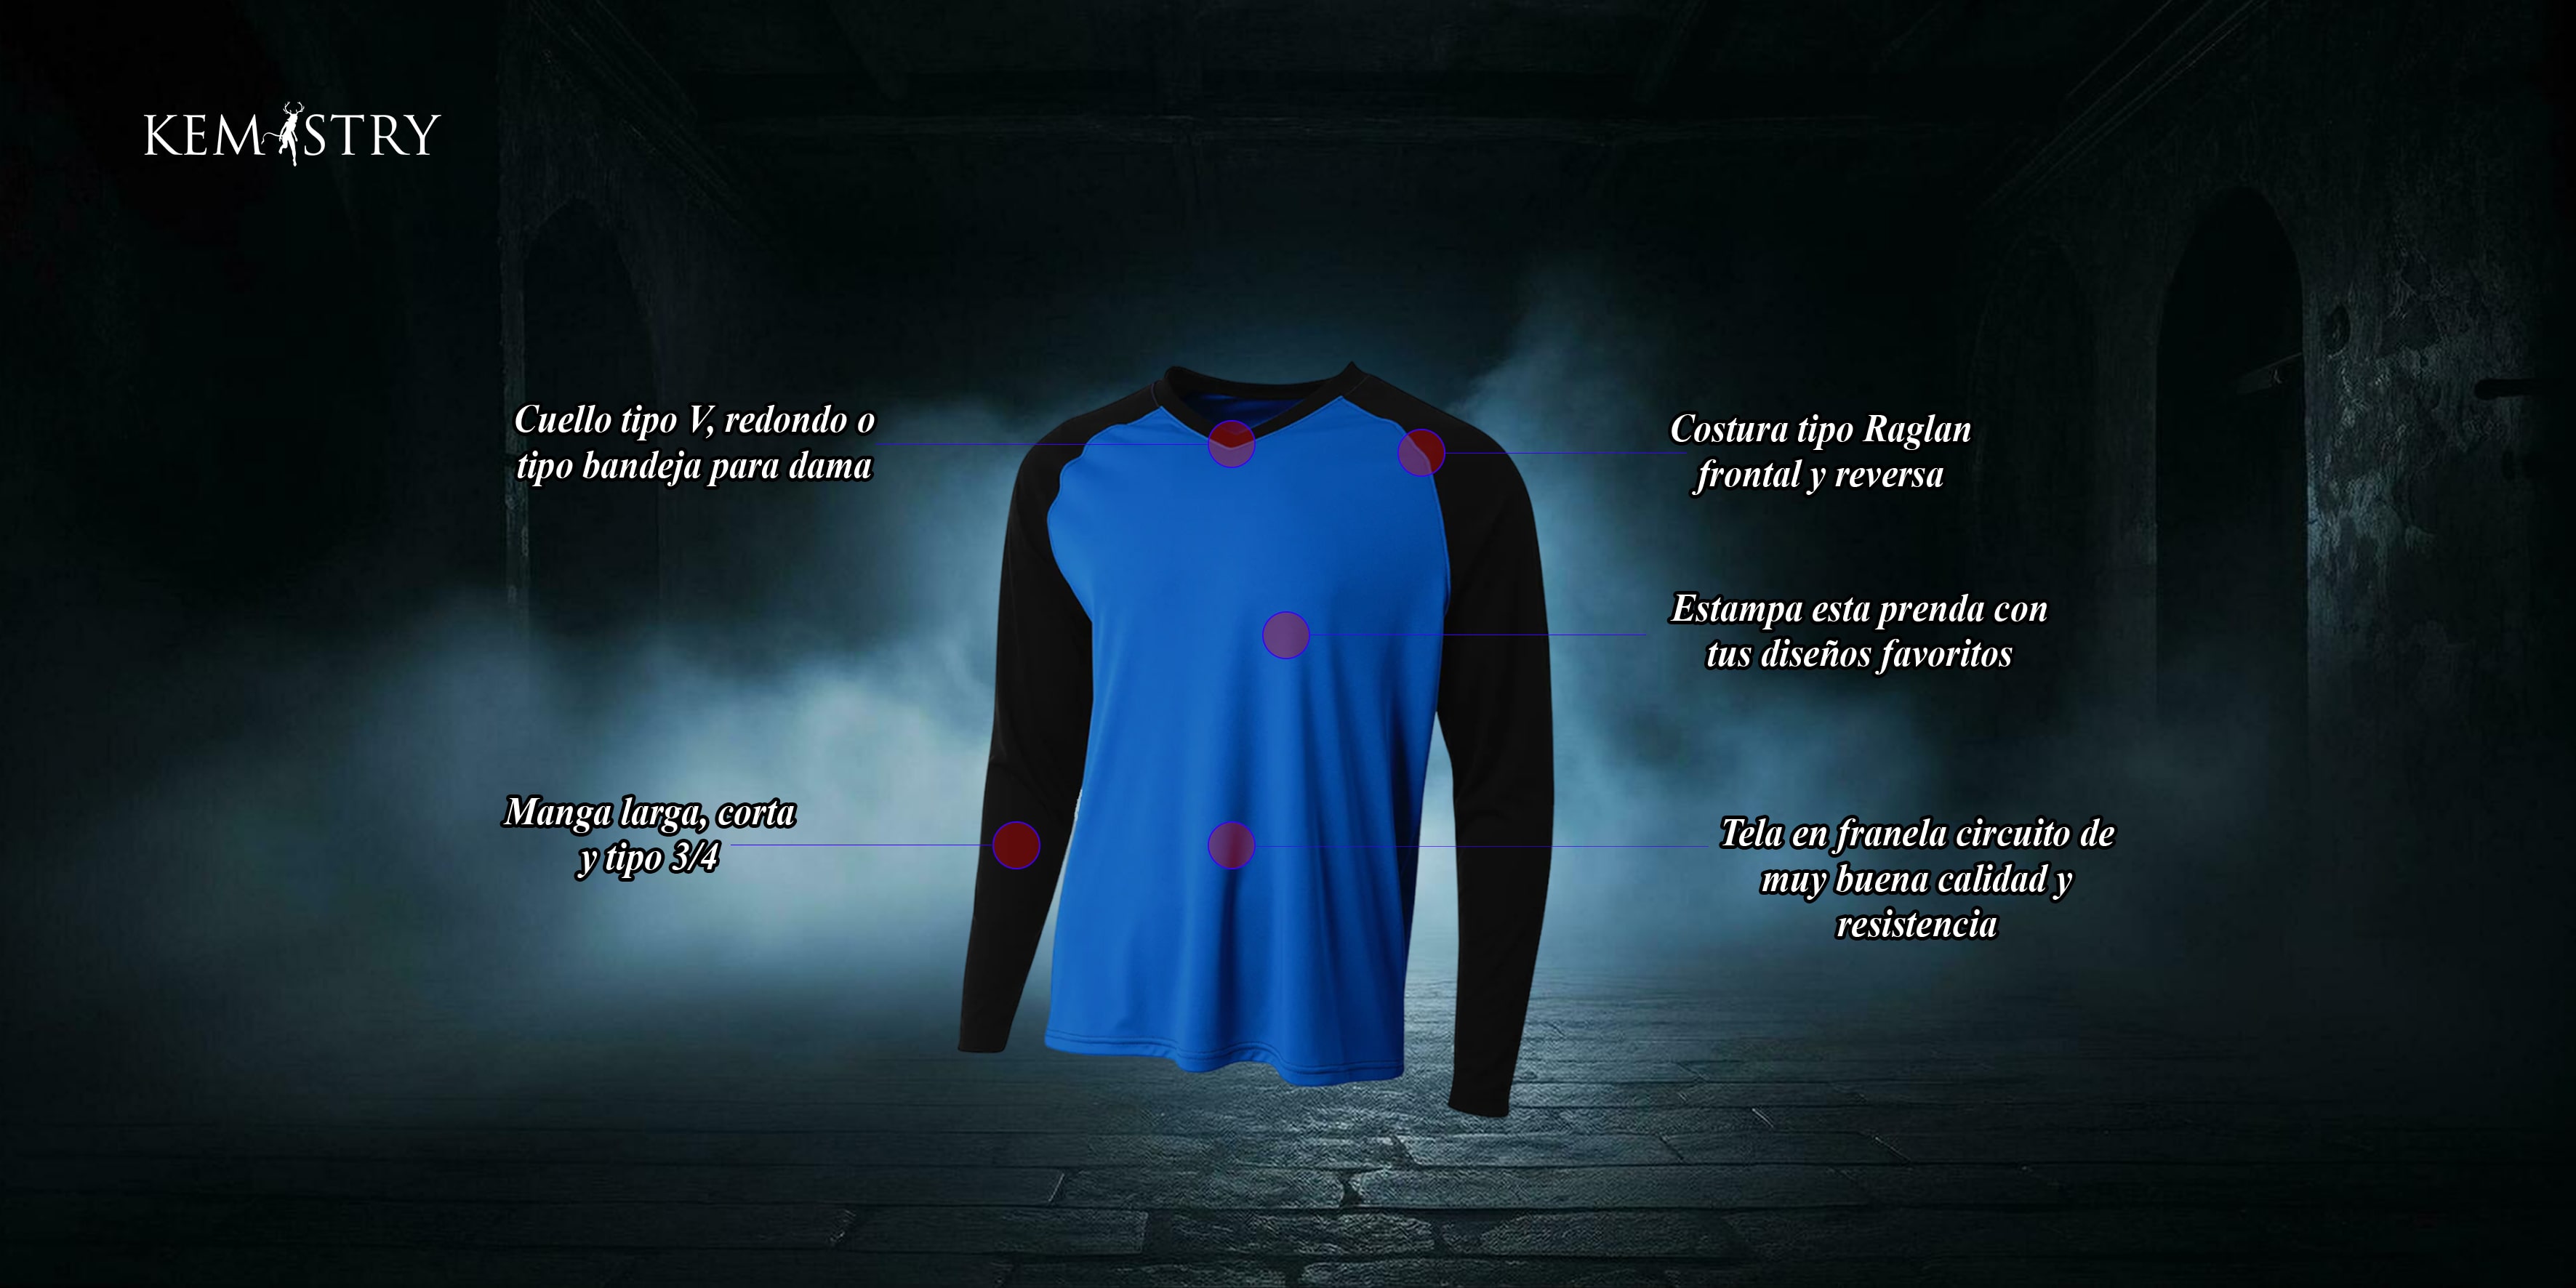 KEMISTRY
Cuello tipo V, redondo o
tipo bandeja para dama
Costura tipo Raglan
frontal y reversa
Estampa esta prenda con
tus diseños favoritos
Manga larga, corta
y tipo 3/4
Tela en franela circuito de
muy buena calidad y
resistencia